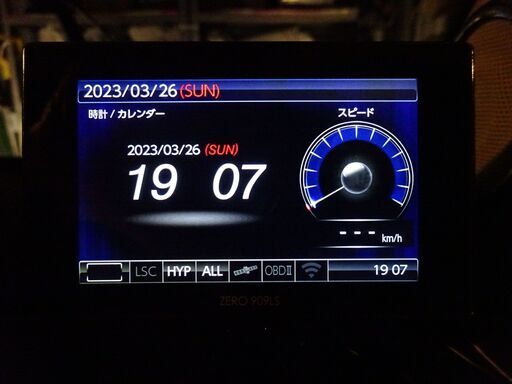 2023/03/26 (SUN)
時計 / カレンダー
スピード
2023/03/26 (SUN)
19 07
--- km/h
LSC HYP ALL OBDⅡ 19 07
ZERO 909LS